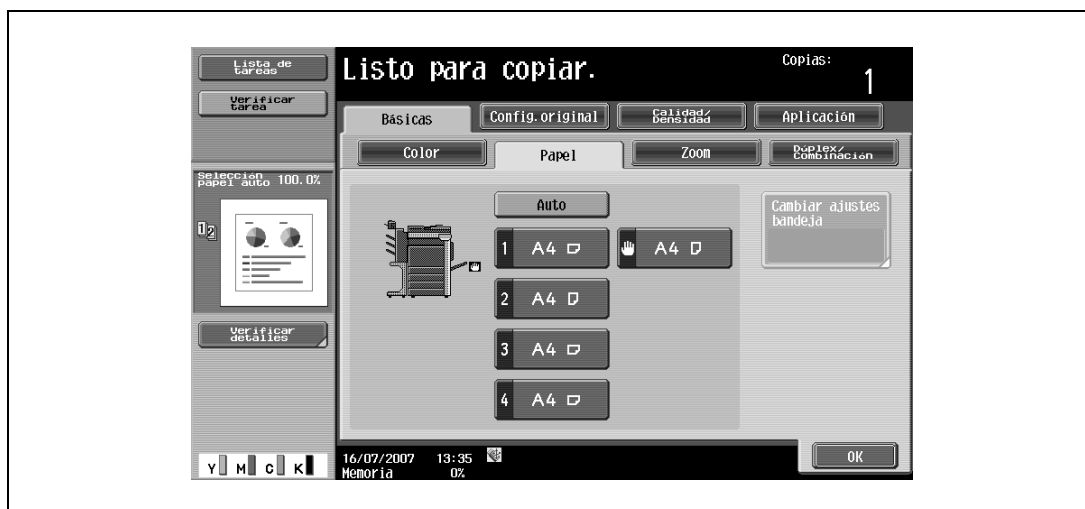 Lista de
tareas
Verificar
tarea
Listo para copiar.
Copias:
1
Básicas
Config.original
Calidad/
Densidad
Aplicación
Color
Papel
Zoom
Dúplex/
Combinación
Selección
papel auto 100.0%
12
Auto
1 A4
A4
2 A4
3 A4
4 A4
Cambiar ajustes
bandeja
Verificar
detalles
Y M C K
16/07/2007 13:35
Memoria 0%
OK